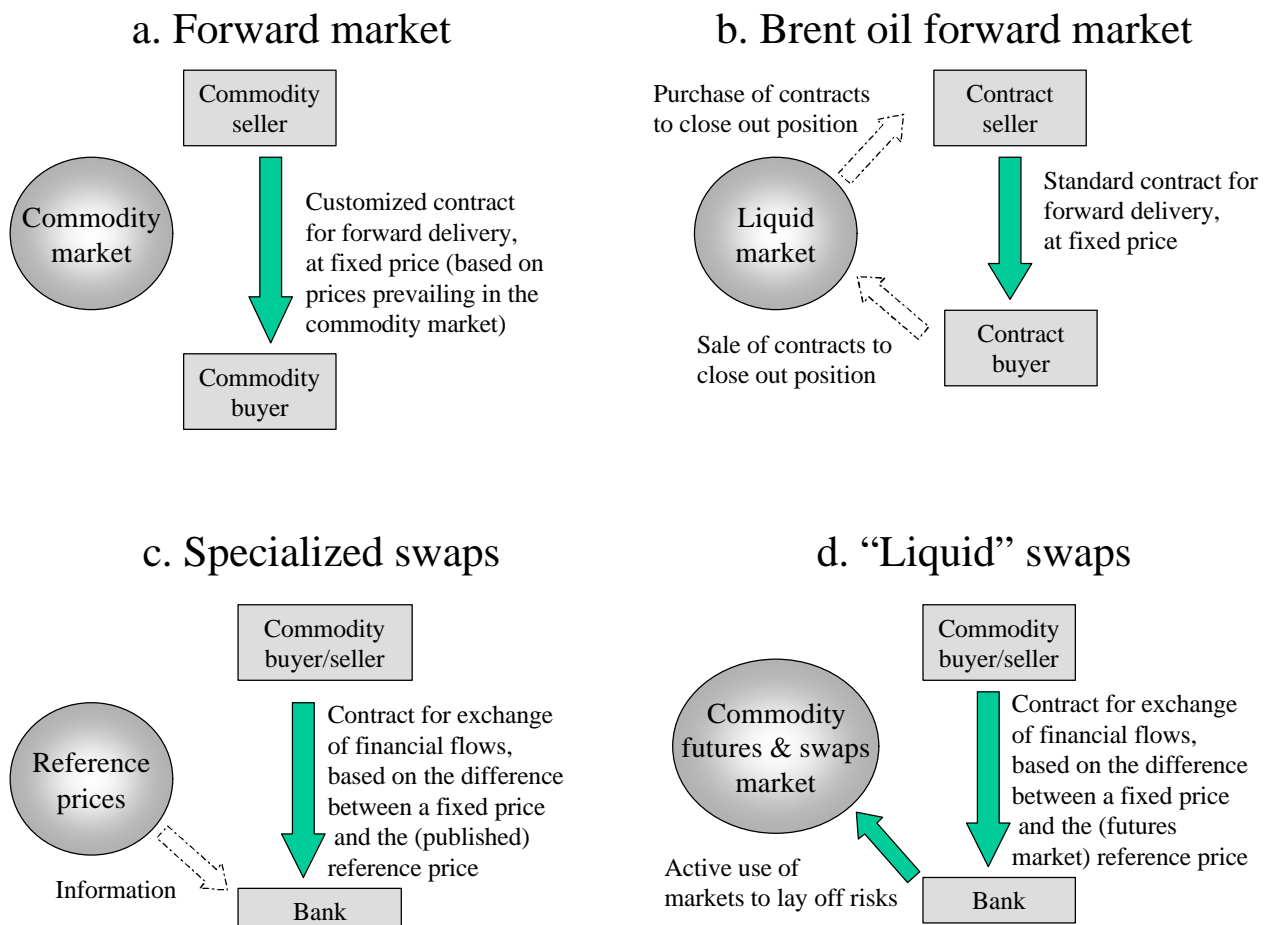 a. Forward market
Commodity
seller
Commodity
market
Customized contract
for forward delivery,
at fixed price (based on
prices prevailing in the
commodity market)
Commodity
buyer
b. Brent oil forward market
Purchase of contracts
to close out position
Contract
seller
Liquid
market
Standard contract for
forward delivery,
at fixed price
Sale of contracts to
close out position
Contract
buyer
c. Specialized swaps
Commodity
buyer/seller
Reference
prices
Contract for exchange
of financial flows,
based on the difference
between a fixed price
and the (published)
reference price
Information
Bank
d. “Liquid” swaps
Commodity
buyer/seller
Commodity
futures & swaps
market
Contract for exchange
of financial flows,
based on the difference
between a fixed price
and the (futures
market) reference price
Active use of
markets to lay off risks
Bank